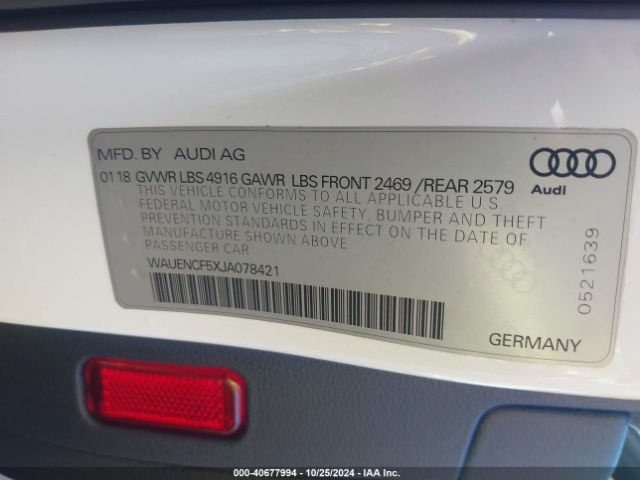 MFD. BY AUDI AG
01 18 GVWR LBS 4916 GAWR LBS FRONT 2469 /REAR 2579
THIS VEHICLE CONFORMS TO ALL APPLICABLE U.S.
FEDERAL MOTOR VEHICLE SAFETY, BUMPER AND THEFT
PREVENTION STANDARDS IN EFFECT ON THE DATE OF
MANUFACTURE SHOWN ABOVE
PASSENGER CAR
WAUENCF5XJA078421
Audi
0521639
GERMANY
000-40677994 - 10/25/2024 - IAA Inc.